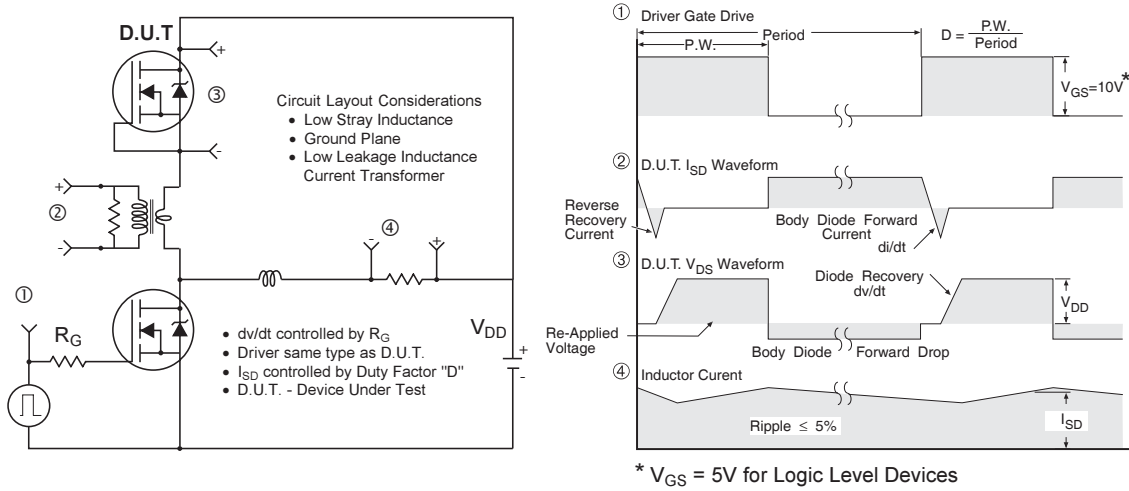 D.U.T
+
③
-
Circuit Layout Considerations
• Low Stray Inductance
• Ground Plane
• Low Leakage Inductance
Current Transformer
+
②
-
④
-
+
①
R_G
• dv/dt controlled by R_G
• Driver same type as D.U.T.
• I_SD controlled by Duty Factor "D"
• D.U.T. - Device Under Test
V_DD
+
-
① Driver Gate Drive
P.W.
Period
D = P.W.
Period
V_GS=10V*
② D.U.T. I_SD Waveform
Reverse
Recovery
Current
Body Diode Forward
Current
di/dt
③ D.U.T. V_DS Waveform
Diode Recovery
dv/dt
V_DD
Re-Applied
Voltage
Body Diode Forward Drop
④ Inductor Curent
Ripple ≤ 5%
I_SD
* V_GS = 5V for Logic Level Devices